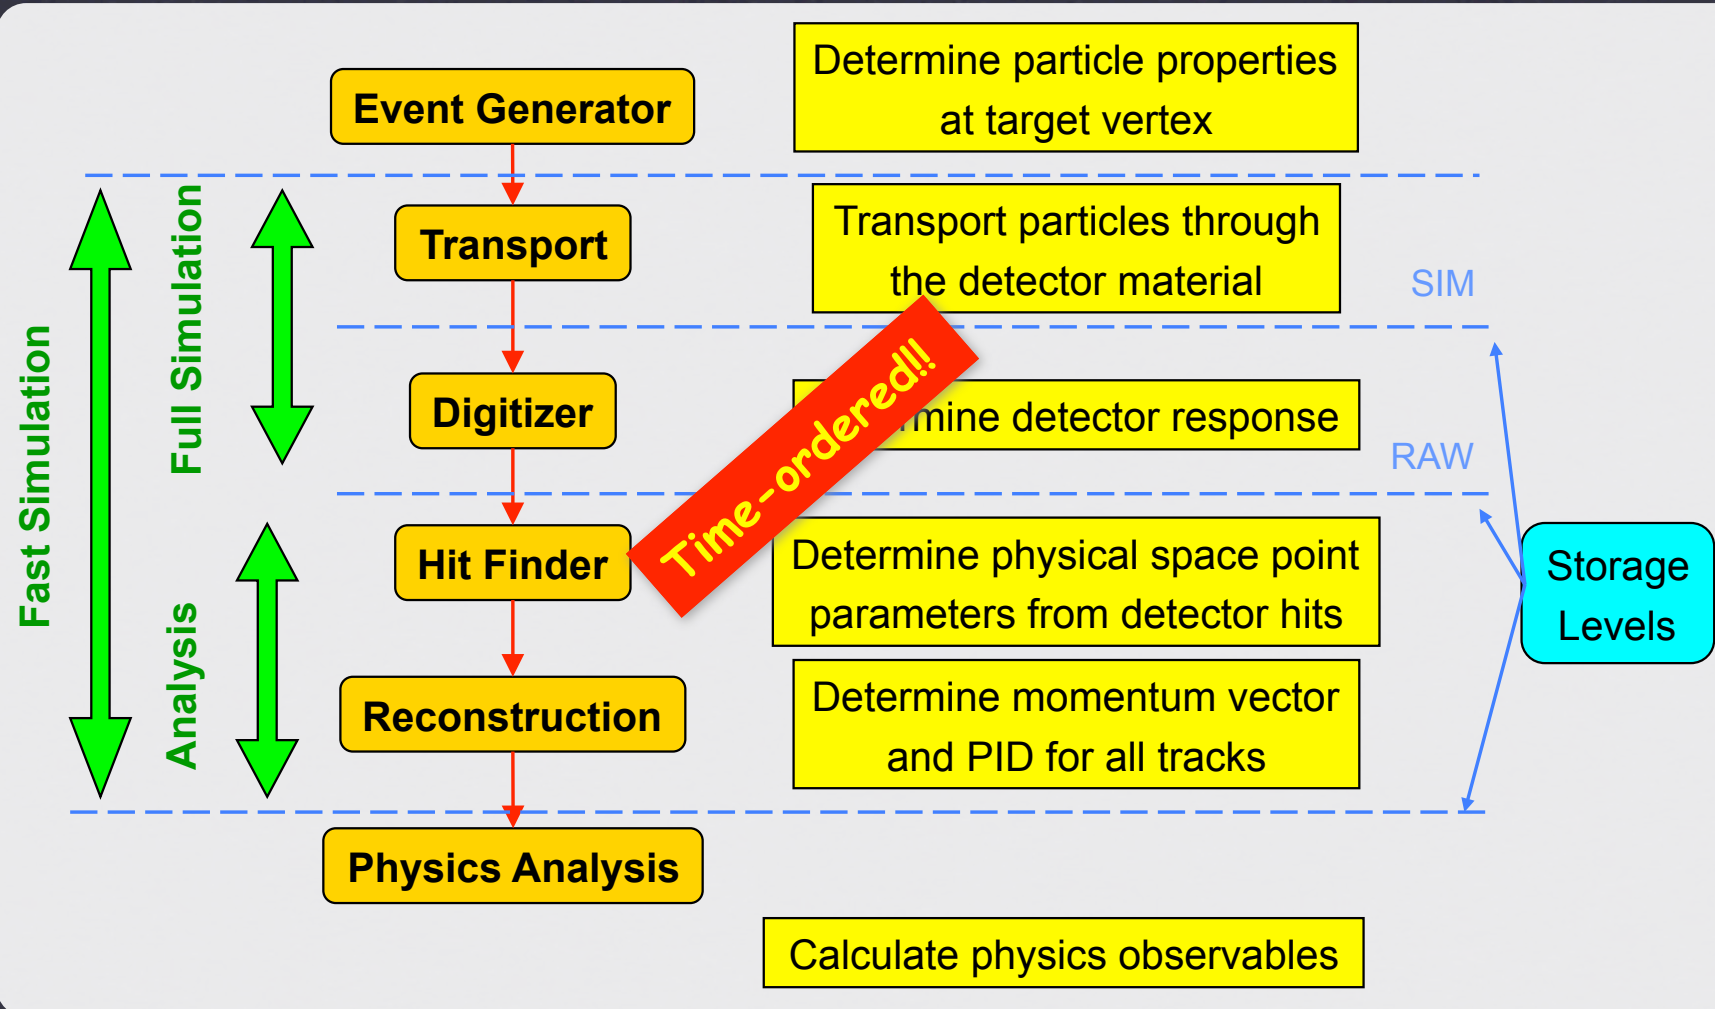 Event Generator
Determine particle properties
at target vertex
Transport
Transport particles through
the detector material
SIM
Digitizer
mine detector response
RAW
Time-ordered!!
Hit Finder
Determine physical space point
parameters from detector hits
Reconstruction
Determine momentum vector
and PID for all tracks
Physics Analysis
Calculate physics observables
Fast Simulation
Full Simulation
Analysis
Storage
Levels